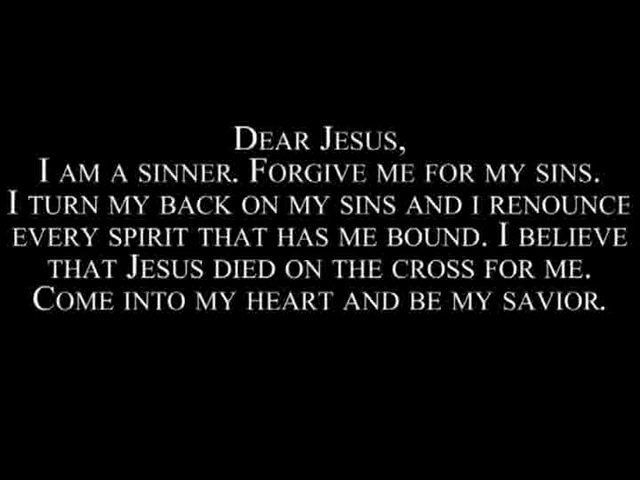 Dear Jesus,
I am a sinner. Forgive me for my sins.
I turn my back on my sins and i renounce
every spirit that has me bound. I believe
that Jesus died on the cross for me.
Come into my heart and be my savior.